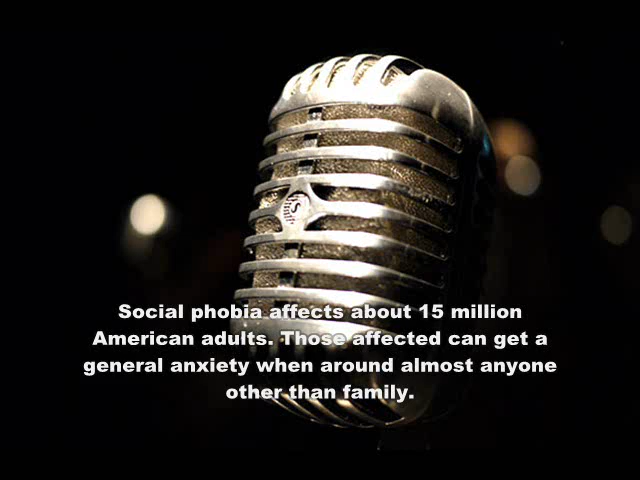 Social phobia affects about 15 million
American adults. Those affected can get a
general anxiety when around almost anyone
other than family.